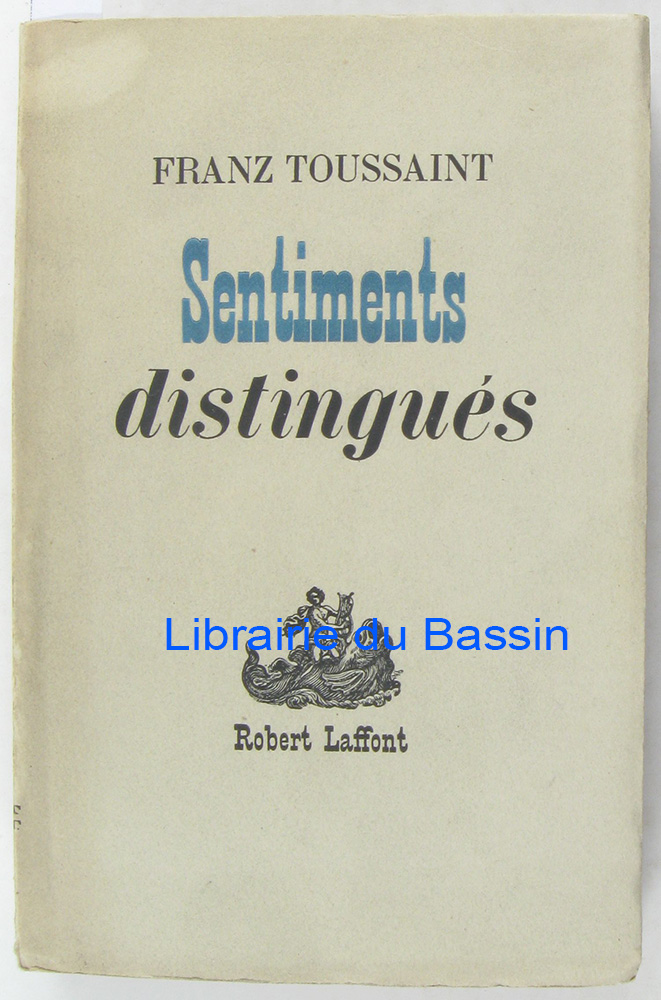 FRANZ TOUSSAINT
Sentiments
distingués
Librairie du Bassin
Robert Laffont